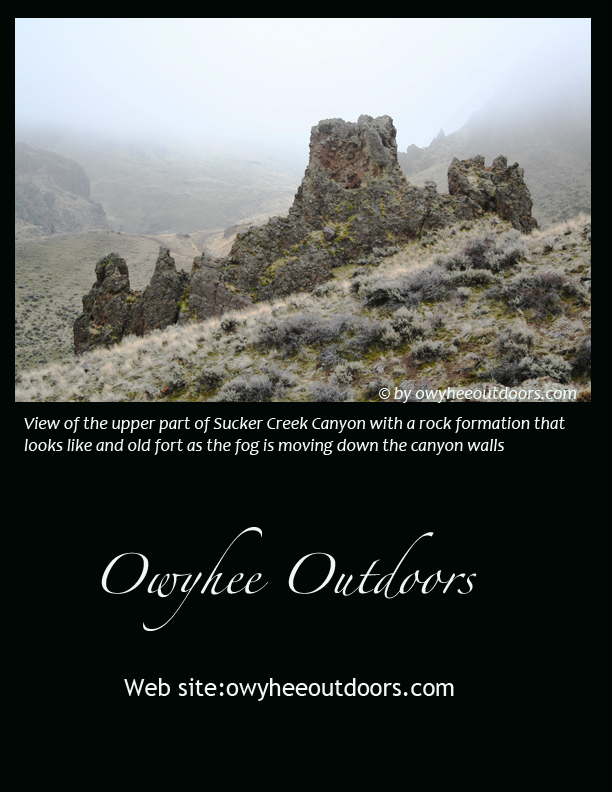 © by owyheeoutdoors.com
View of the upper part of Sucker Creek Canyon with a rock formation that
looks like and old fort as the fog is moving down the canyon walls
Owyhee Outdoors
Web site:owyheeoutdoors.com